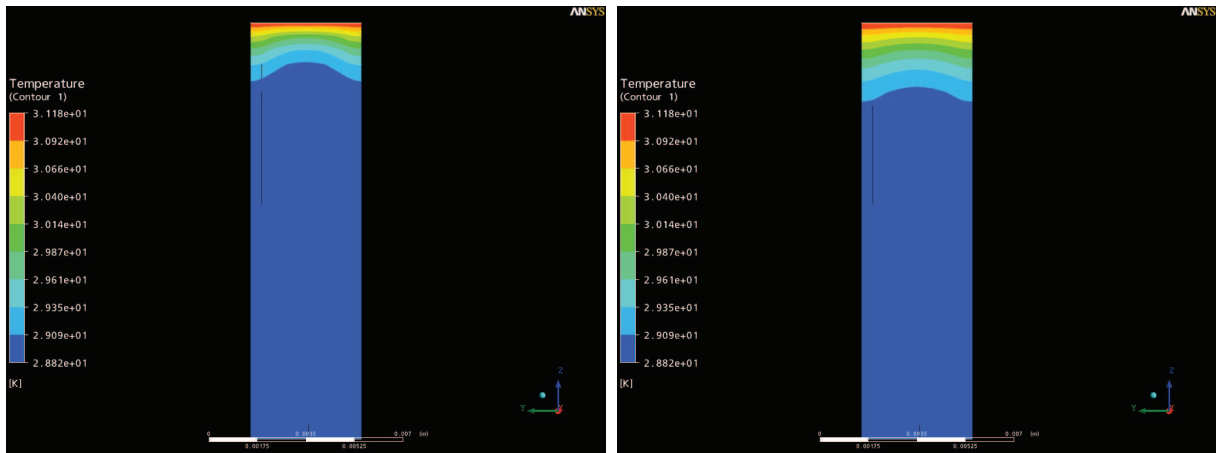 ANSYS
Temperature
(Contour 1)
3.118e+01
3.092e+01
3.066e+01
3.040e+01
3.014e+01
2.987e+01
2.961e+01
2.935e+01
2.909e+01
2.882e+01
[K]
Z
Y
X
0 0.0035 0.007 (m)
0.00175 0.00525
ANSYS
Temperature
(Contour 1)
3.118e+01
3.092e+01
3.066e+01
3.040e+01
3.014e+01
2.987e+01
2.961e+01
2.935e+01
2.909e+01
2.882e+01
[K]
Z
Y
X
0 0.0035 0.007 (m)
0.00175 0.00525